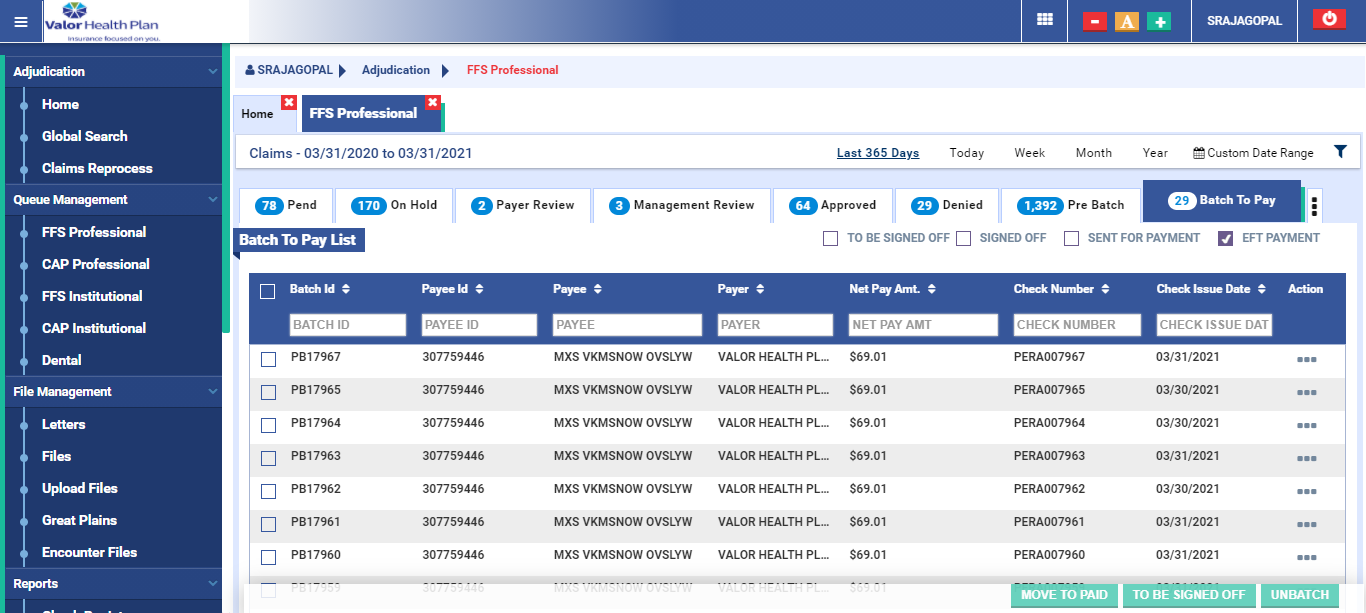 Valor Health Plan
Insurance focused on you.
A
SRAJAGOPAL
Adjudication
Home
Global Search
Claims Reprocess
Queue Management
FFS Professional
CAP Professional
FFS Institutional
CAP Institutional
Dental
File Management
Letters
Files
Upload Files
Great Plains
Encounter Files
Reports
SRAJAGOPAL Adjudication FFS Professional
Home FFS Professional
Claims - 03/31/2020 to 03/31/2021 Last 365 Days Today Week Month Year Custom Date Range
78 Pend 170 On Hold 2 Payer Review 3 Management Review 64 Approved 29 Denied 1,392 Pre Batch 29 Batch To Pay
Batch To Pay List TO BE SIGNED OFF SIGNED OFF SENT FOR PAYMENT EFT PAYMENT
Batch Id Payee Id Payee Payer Net Pay Amt. Check Number Check Issue Date Action
BATCH ID PAYEE ID PAYEE PAYER NET PAY AMT CHECK NUMBER CHECK ISSUE DAT
PB17967 307759446 MXS VKMSNOW OVSLYW VALOR HEALTH PL... $69.01 PERA007967 03/31/2021
PB17965 307759446 MXS VKMSNOW OVSLYW VALOR HEALTH PL... $69.01 PERA007965 03/30/2021
PB17964 307759446 MXS VKMSNOW OVSLYW VALOR HEALTH PL... $69.01 PERA007964 03/30/2021
PB17963 307759446 MXS VKMSNOW OVSLYW VALOR HEALTH PL... $69.01 PERA007963 03/31/2021
PB17962 307759446 MXS VKMSNOW OVSLYW VALOR HEALTH PL... $69.01 PERA007962 03/30/2021
PB17961 307759446 MXS VKMSNOW OVSLYW VALOR HEALTH PL... $69.01 PERA007961 03/31/2021
PB17960 307759446 MXS VKMSNOW OVSLYW VALOR HEALTH PL... $69.01 PERA007960 03/31/2021
PB17959 307759446 MXS VKMSNOW OVSLYW VALOR HEALTH PL... $69.01
MOVE TO PAID TO BE SIGNED OFF UNBATCH